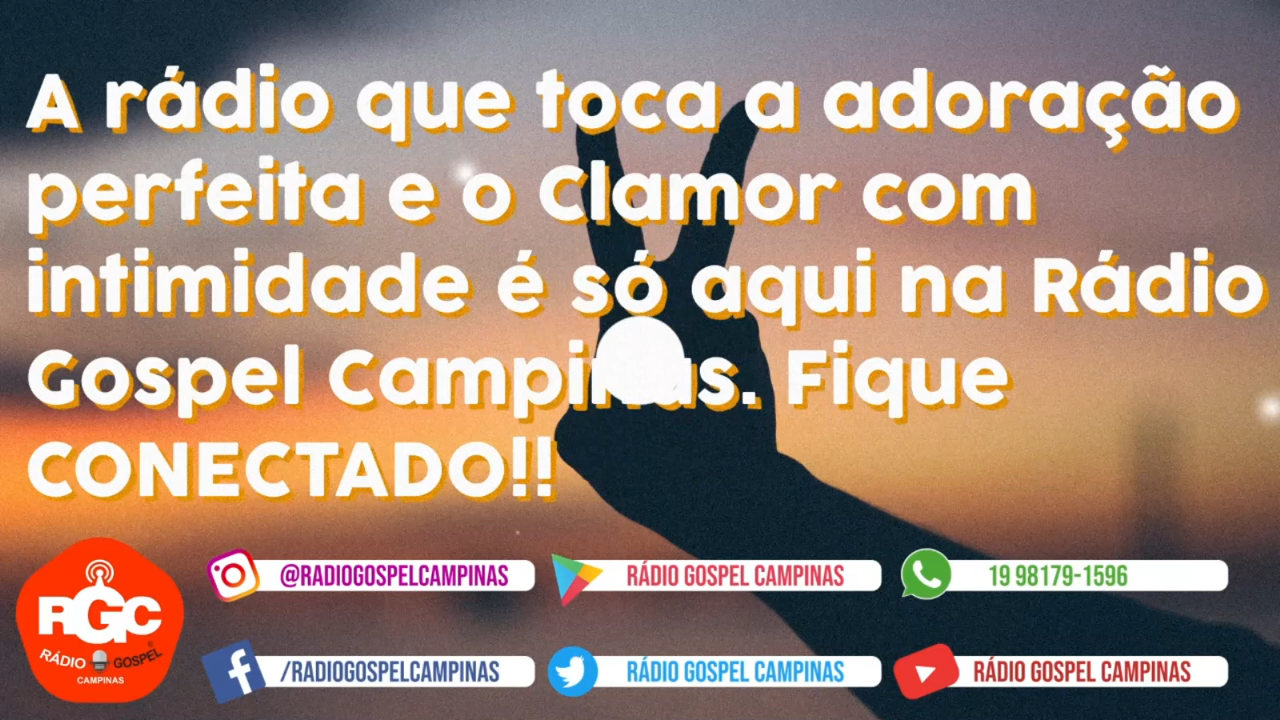 A rádio que toca a adoração
perfeita e o Clamor com
intimidade é só aqui na Rádio
Gospel Campinas. Fique
CONECTADO!!
@RADIOGOSPELCAMPINAS
RÁDIO GOSPEL CAMPINAS
19 98179-1596
RGC
RÁDIO GOSPEL
CAMPINAS
/RADIOGOSPELCAMPINAS
RÁDIO GOSPEL CAMPINAS
RÁDIO GOSPEL CAMPINAS